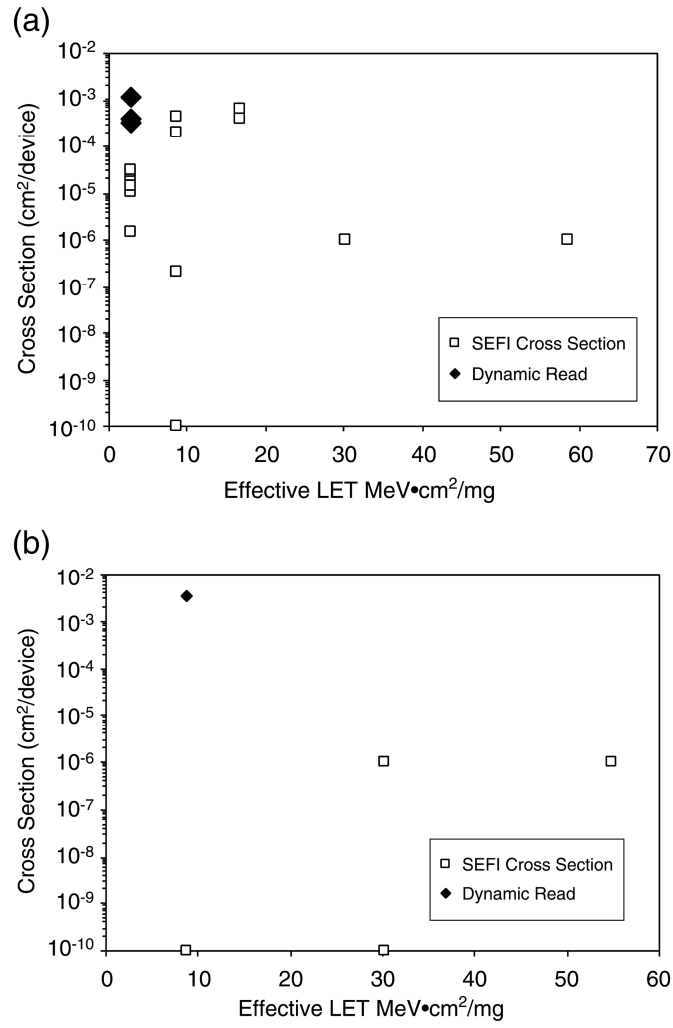 (a)
10⁻²
10⁻³
10⁻⁴
10⁻⁵
10⁻⁶
10⁻⁷
10⁻⁸
10⁻⁹
10⁻¹⁰
Cross Section (cm²/device)
SEFI Cross Section
Dynamic Read
0 10 20 30 40 50 60 70
Effective LET MeV•cm²/mg
(b)
10⁻²
10⁻³
10⁻⁴
10⁻⁵
10⁻⁶
10⁻⁷
10⁻⁸
10⁻⁹
10⁻¹⁰
Cross Section (cm²/device)
SEFI Cross Section
Dynamic Read
0 10 20 30 40 50 60
Effective LET MeV•cm²/mg